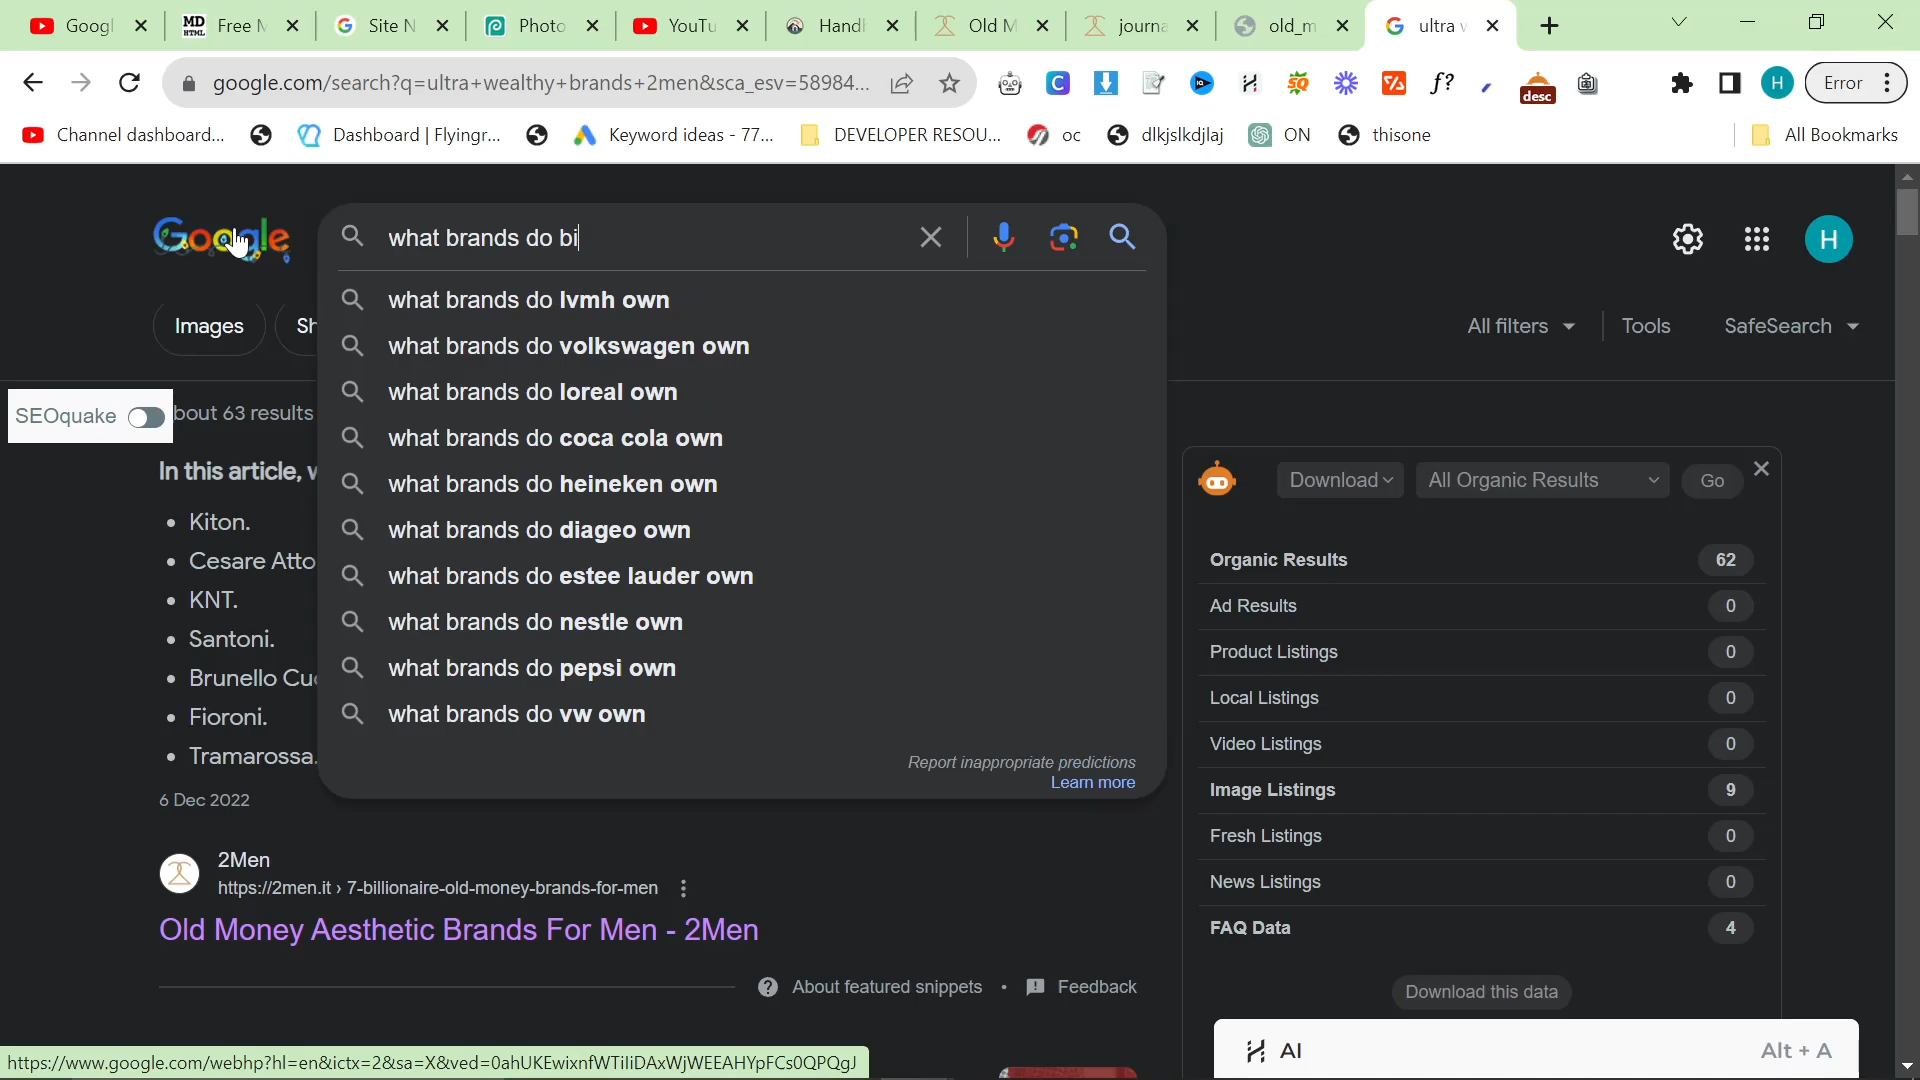 Googl
Free M
Site N
Photo
YouTu
Handl
Old M
journa
old_m
ultra v
google.com/search?q=ultra+wealthy+brands+2men&sca_esv=58984...
desc
H
Error
Channel dashboard...
Dashboard | Flyingr...
Keyword ideas - 77...
DEVELOPER RESOU...
oc
dlkjslkdjlaj
ON
thisone
All Bookmarks
Google
what brands do bi
H
what brands do lvmh own
what brands do volkswagen own
what brands do loreal own
what brands do coca cola own
what brands do heineken own
what brands do diageo own
what brands do estee lauder own
what brands do nestle own
what brands do pepsi own
what brands do vw own
Report inappropriate predictions
Learn more
Images
Sh
All filters
Tools
SafeSearch
SEOquake
bout 63 results
In this article, w
Kiton.
Cesare Atto
KNT.
Santoni.
Brunello Cu
Fioroni.
Tramarossa.
6 Dec 2022
2Men
https://2men.it › 7-billionaire-old-money-brands-for-men
Old Money Aesthetic Brands For Men - 2Men
About featured snippets
• Feedback
Download
All Organic Results
Go
Organic Results 62
Ad Results 0
Product Listings 0
Local Listings 0
Video Listings 0
Image Listings 9
Fresh Listings 0
News Listings 0
FAQ Data 4
Download this data
AI
Alt + A
https://www.google.com/webhp?hl=en&ictx=2&sa=X&ved=0ahUKEwixnfWTiIiDAxWjWEEAHYpFCs0QPQgJ